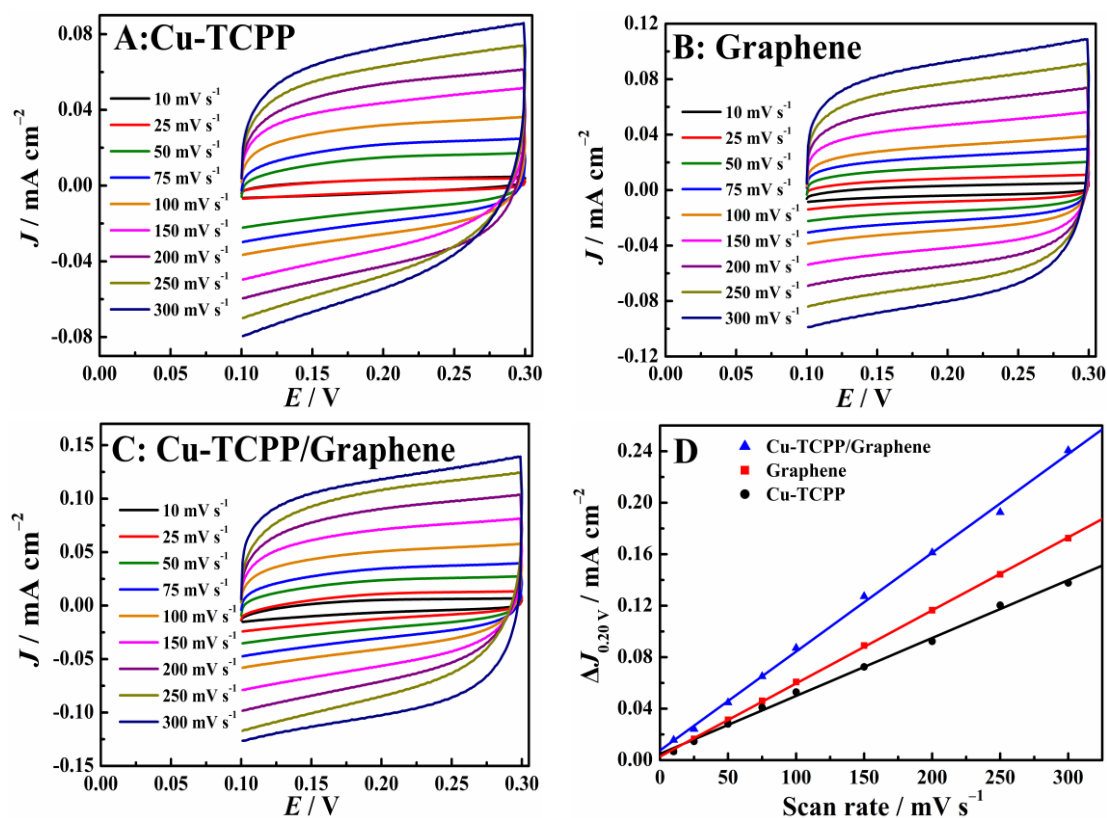 A:Cu-TCPP
0.08
0.04
0.00
-0.04
-0.08
J / mA cm⁻²
10 mV s⁻¹
25 mV s⁻¹
50 mV s⁻¹
75 mV s⁻¹
100 mV s⁻¹
150 mV s⁻¹
200 mV s⁻¹
250 mV s⁻¹
300 mV s⁻¹
0.00 0.05 0.10 0.15 0.20 0.25 0.30
E / V
B: Graphene
0.12
0.08
0.04
0.00
-0.04
-0.08
-0.12
J / mA cm⁻²
10 mV s⁻¹
25 mV s⁻¹
50 mV s⁻¹
75 mV s⁻¹
100 mV s⁻¹
150 mV s⁻¹
200 mV s⁻¹
250 mV s⁻¹
300 mV s⁻¹
0.00 0.05 0.10 0.15 0.20 0.25 0.30
E / V
C: Cu-TCPP/Graphene
0.15
0.10
0.05
0.00
-0.05
-0.10
-0.15
J / mA cm⁻²
10 mV s⁻¹
25 mV s⁻¹
50 mV s⁻¹
75 mV s⁻¹
100 mV s⁻¹
150 mV s⁻¹
200 mV s⁻¹
250 mV s⁻¹
300 mV s⁻¹
0.00 0.05 0.10 0.15 0.20 0.25 0.30
E / V
D
0.24
0.20
0.16
0.12
0.08
0.04
0.00
ΔJ0.20 V / mA cm⁻²
Cu-TCPP/Graphene
Graphene
Cu-TCPP
0 50 100 150 200 250 300
Scan rate / mV s⁻¹